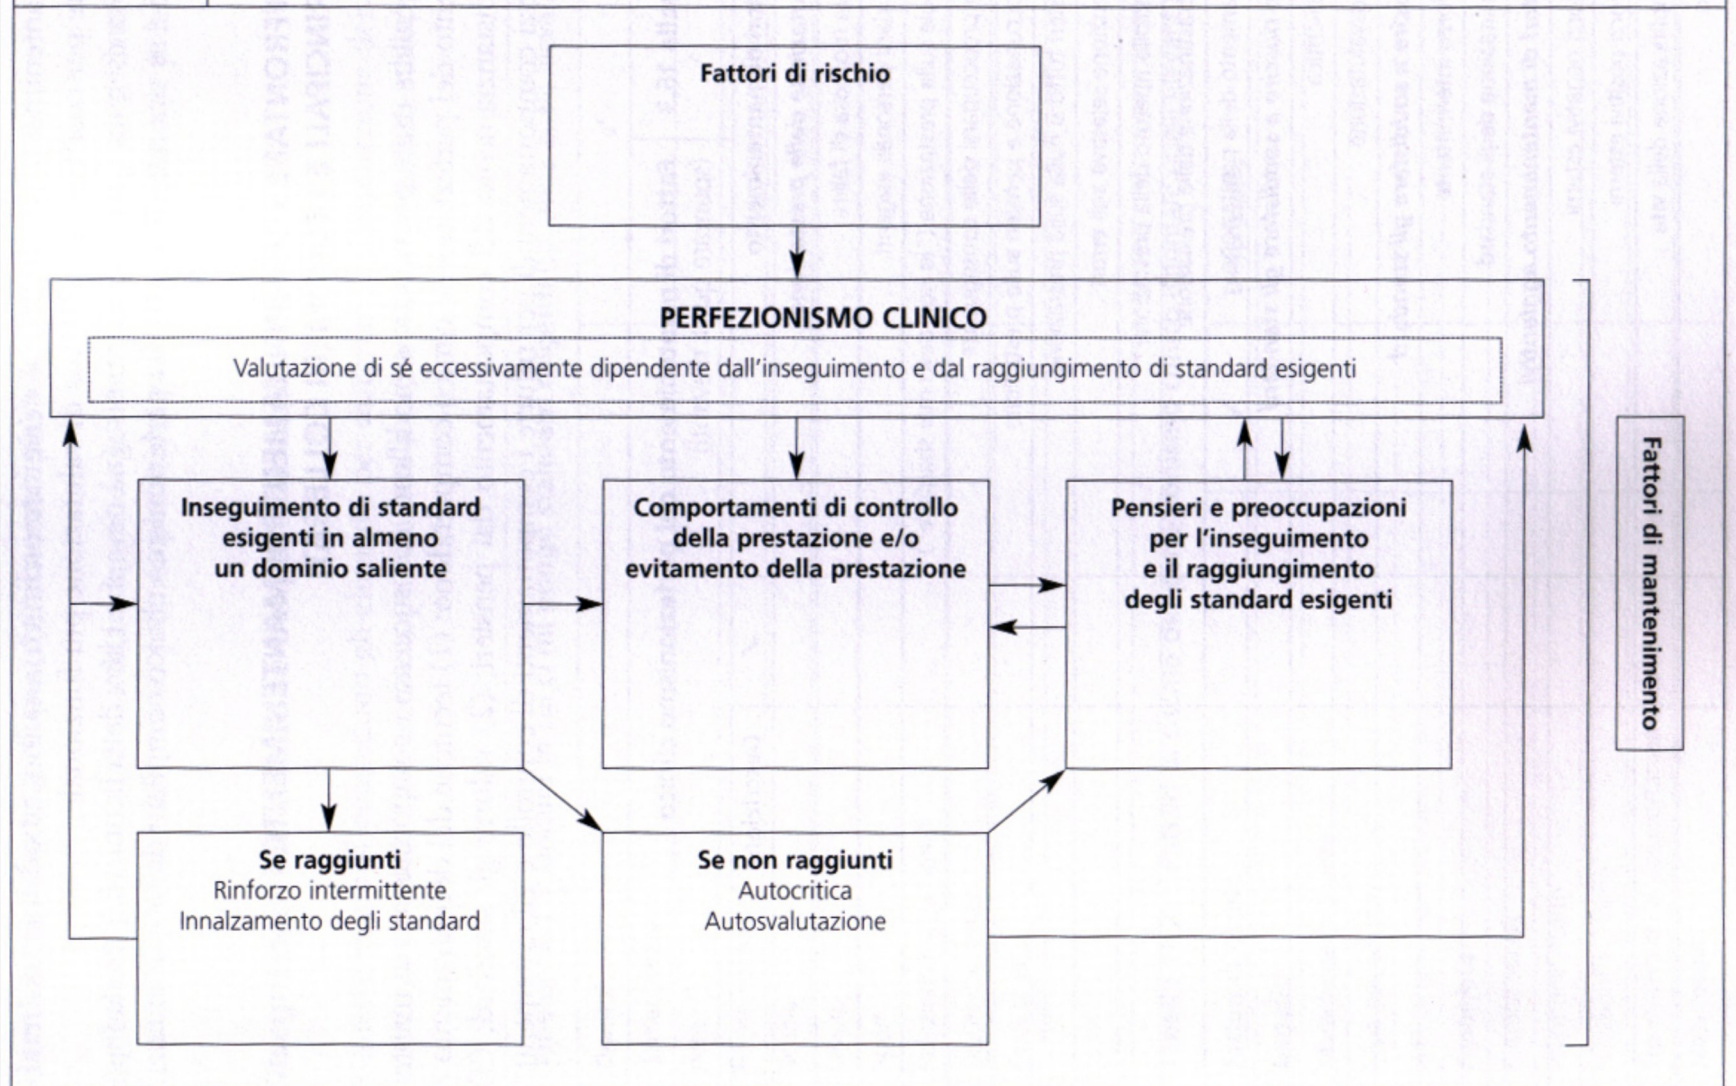 Fattori di rischio
PERFEZIONISMO CLINICO
Valutazione di sé eccessivamente dipendente dall'inseguimento e dal raggiungimento di standard esigenti
Inseguimento di standard
esigenti in almeno
un dominio saliente
Comportamenti di controllo
della prestazione e/o
evitamento della prestazione
Pensieri e preoccupazioni
per l'inseguimento
e il raggiungimento
degli standard esigenti
Fattori di mantenimento
Se raggiunti
Rinforzo intermittente
Innalzamento degli standard
Se non raggiunti
Autocritica
Autosvalutazione